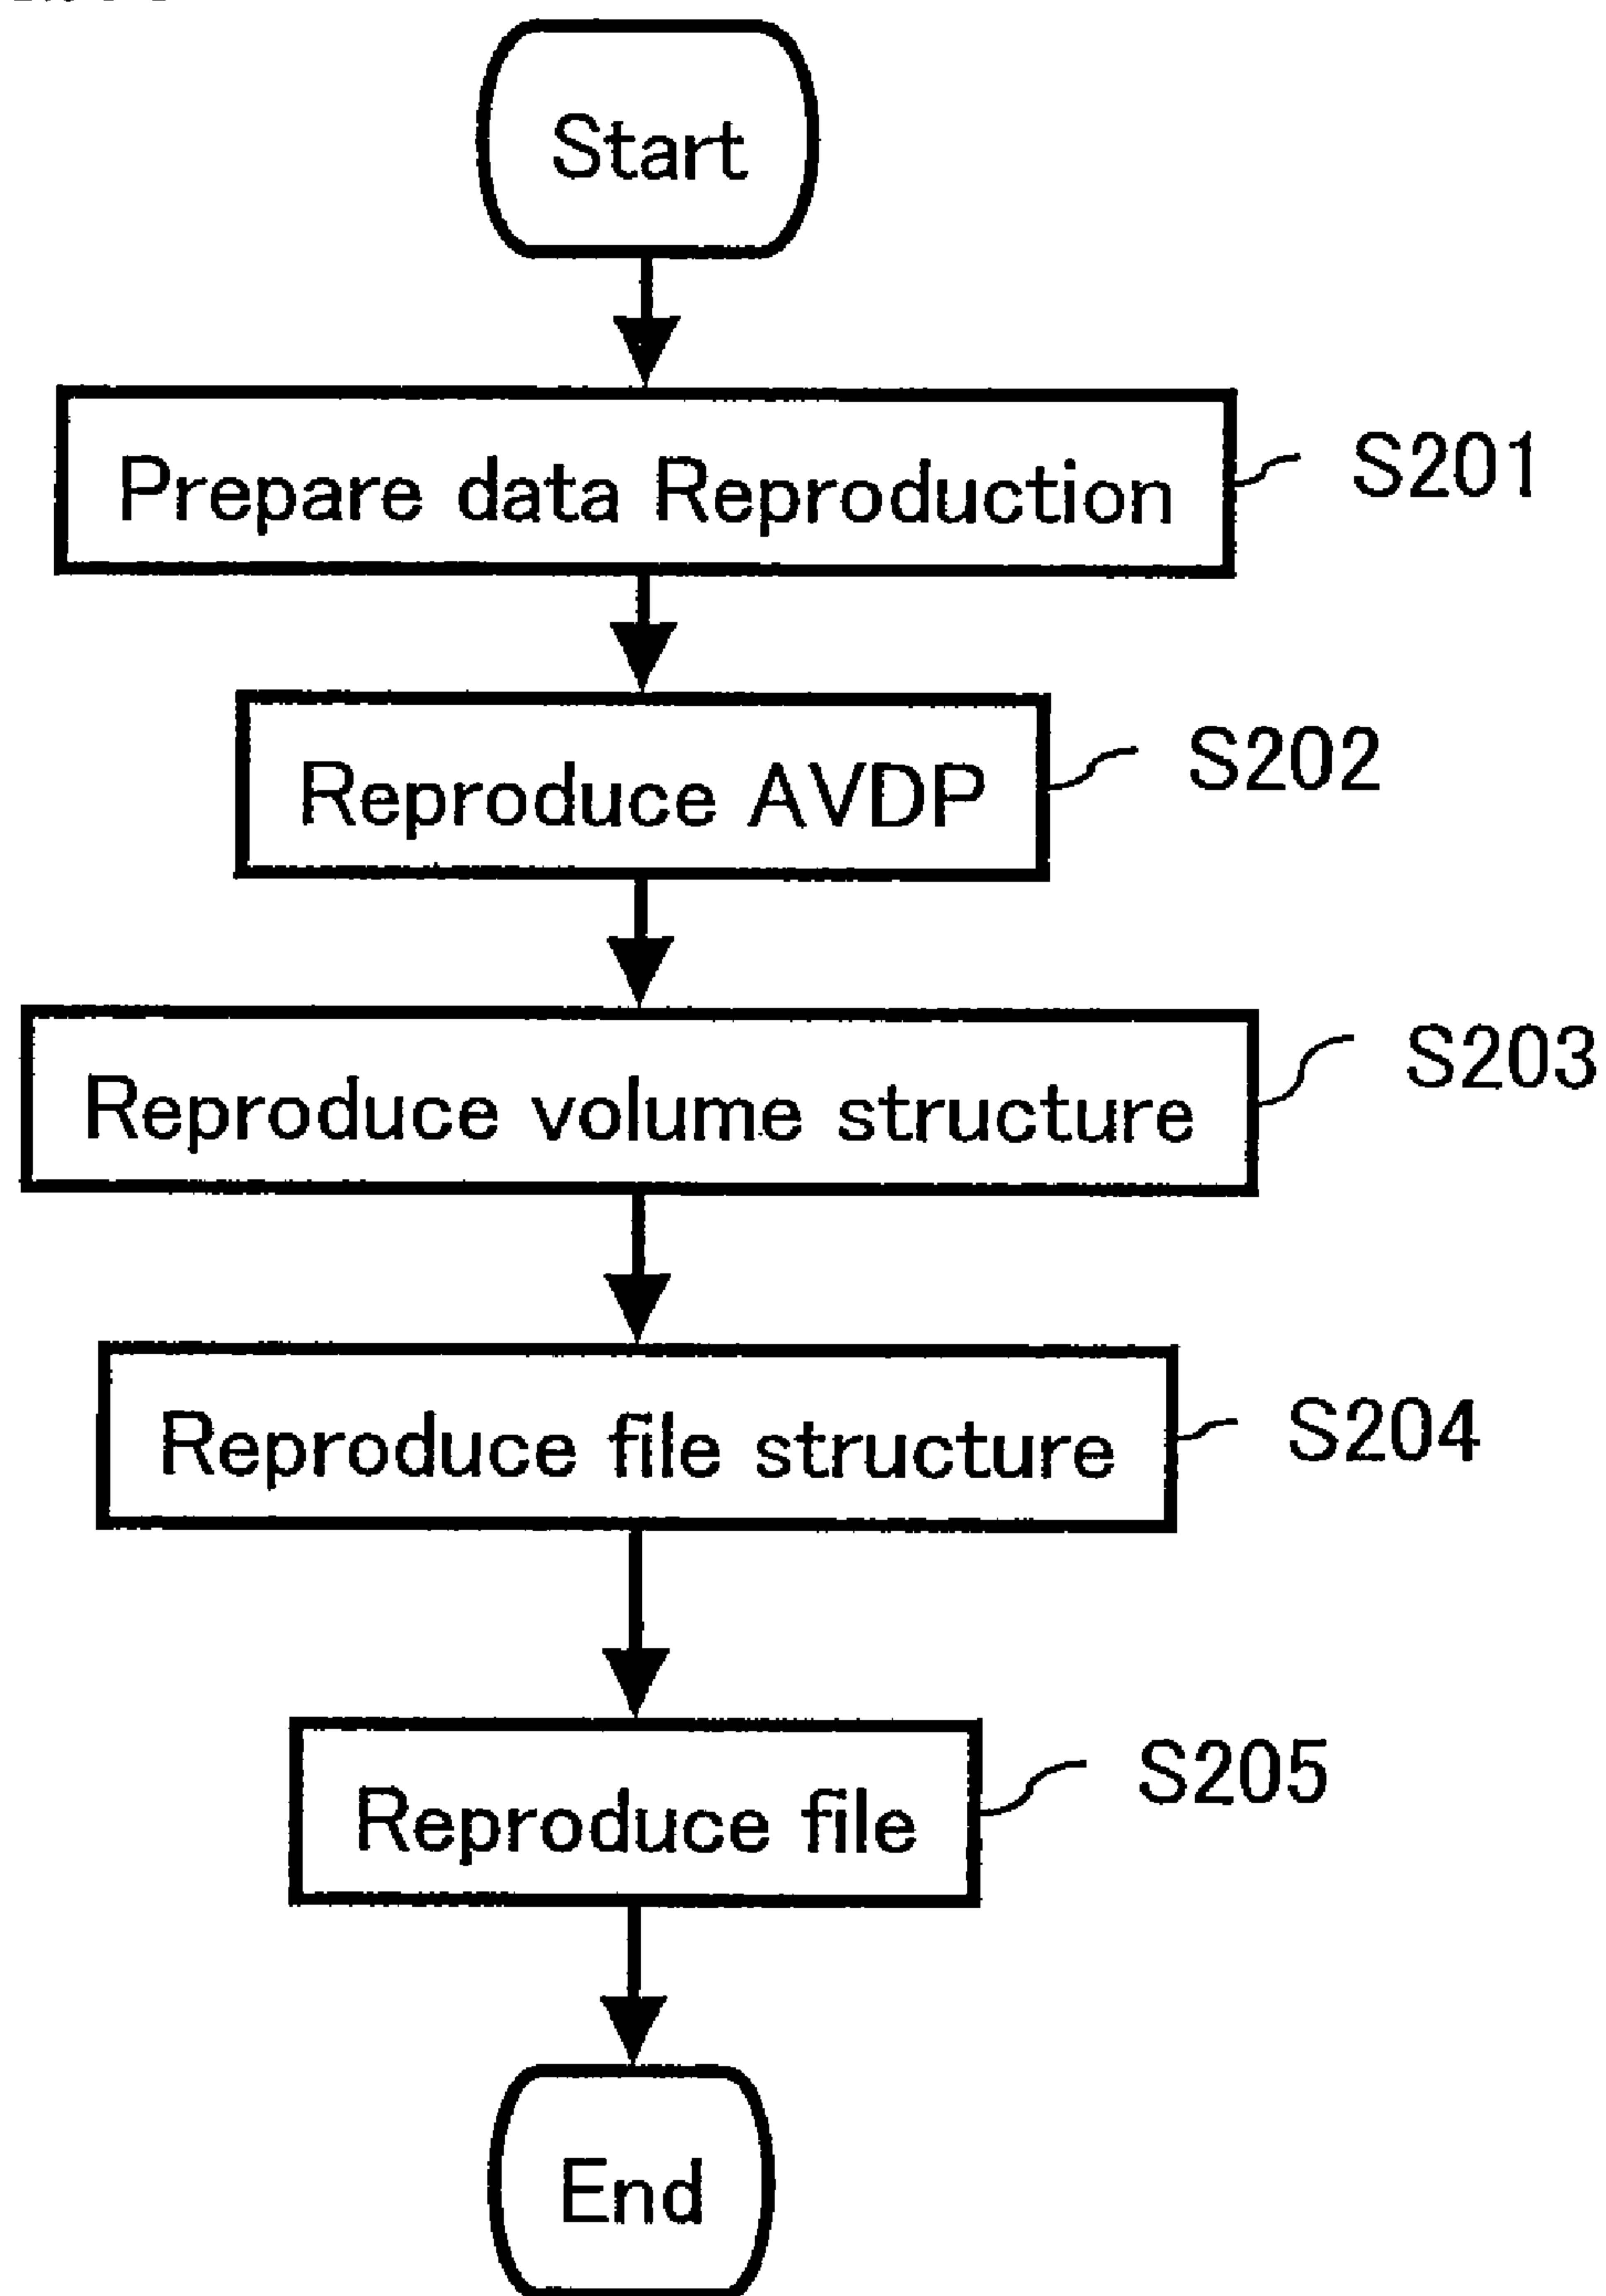 Start
Prepare data Reproduction
S201
Reproduce AVDP
S202
Reproduce volume structure
S203
Reproduce file structure
S204
Reproduce file
S205
End